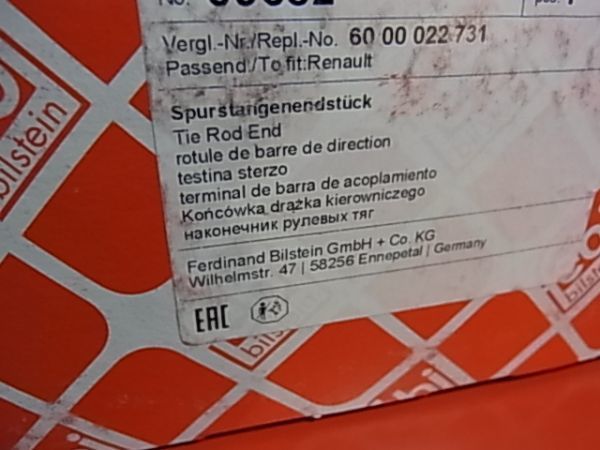 No.
Vergl.-Nr./Repl.-No. 60 00 022 731
Passend/To fit:Renault
Spurstangenendstück
Tie Rod End
rotule de barre de direction
testina sterzo
terminal de barra de acoplamiento
Końcówka drążka kierowniczego
наконечник рулевых тяг
Ferdinand Bilstein GmbH + Co. KG
Wilhelmstr. 47 | 58256 Ennepetal | Germany
EAC
bilstein
bilstein